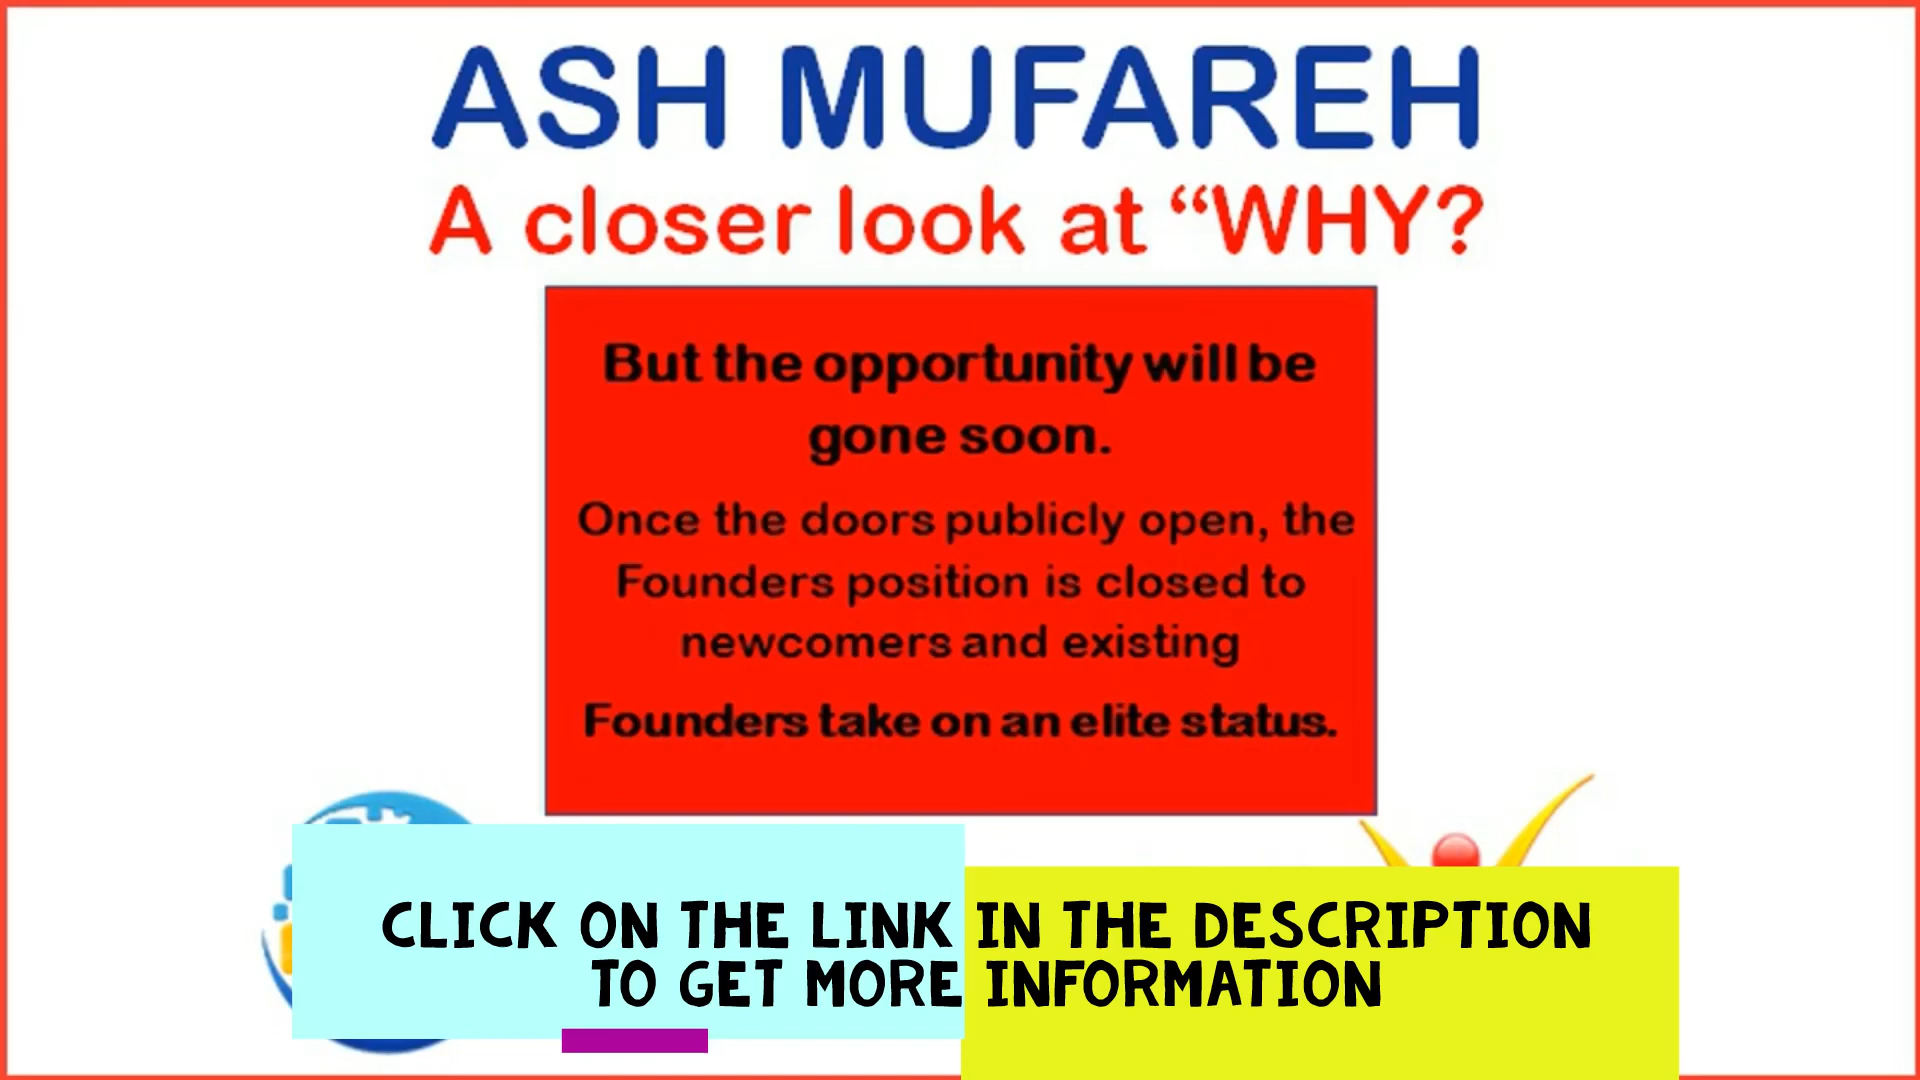 ASH MUFAREH
A closer look at “WHY?
But the opportunity will be
gone soon.
Once the doors publicly open, the
Founders position is closed to
newcomers and existing
Founders take on an elite status.
CLICK ON THE LINK IN THE DESCRIPTION
TO GET MORE INFORMATION